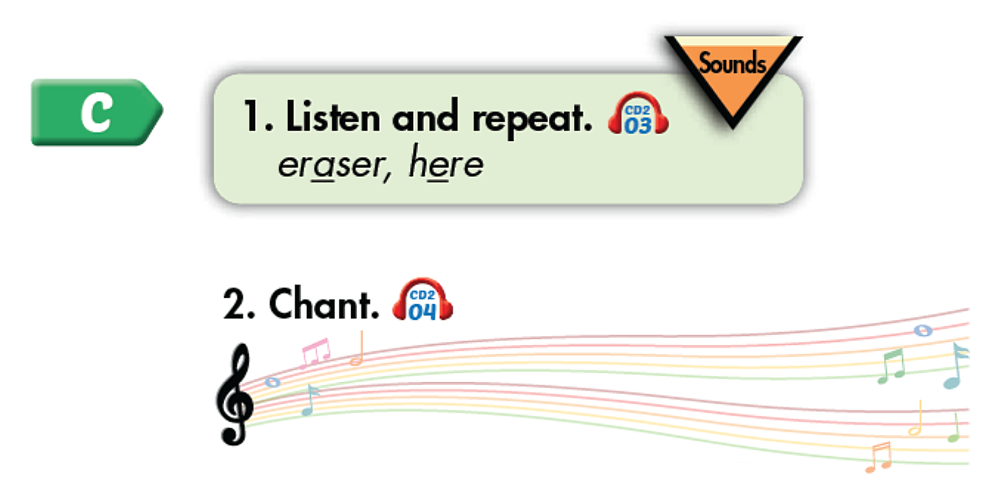 Sounds
C
1. Listen and repeat. CD2 03
eraser, here
2. Chant. CD2 04